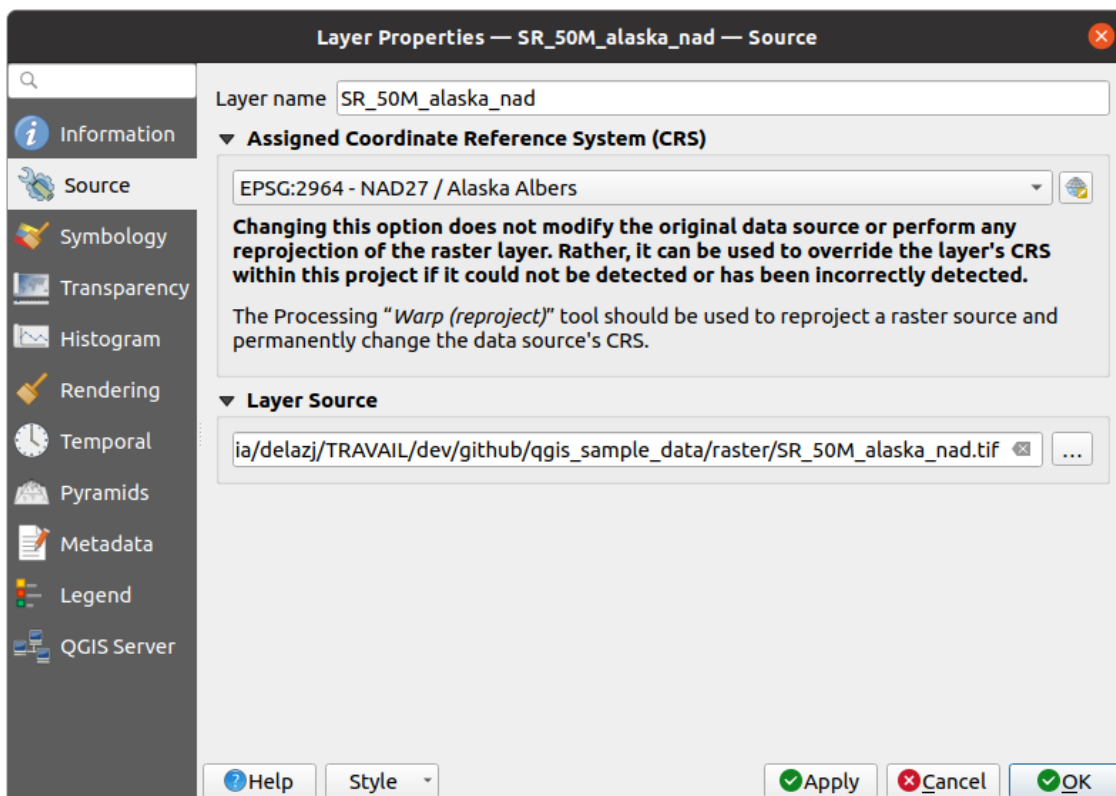 Layer Properties — SR_50M_alaska_nad — Source
Information
Source
Symbology
Transparency
Histogram
Rendering
Temporal
Pyramids
Metadata
Legend
QGIS Server
Layer name SR_50M_alaska_nad
Assigned Coordinate Reference System (CRS)
EPSG:2964 - NAD27 / Alaska Albers
Changing this option does not modify the original data source or perform any
reprojection of the raster layer. Rather, it can be used to override the layer's CRS
within this project if it could not be detected or has been incorrectly detected.
The Processing “Warp (reproject)” tool should be used to reproject a raster source and
permanently change the data source's CRS.
Layer Source
ia/delazj/TRAVAIL/dev/github/qgis_sample_data/raster/SR_50M_alaska_nad.tif ...
Help Style Apply Cancel OK